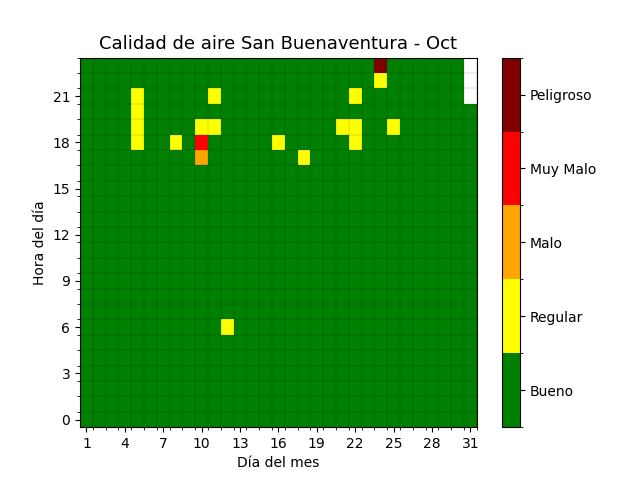 Calidad de aire San Buenaventura - Oct
Hora del día
21
18
15
12
9
6
3
0
1 4 7 10 13 16 19 22 25 28 31
Día del mes
Peligroso
Muy Malo
Malo
Regular
Bueno